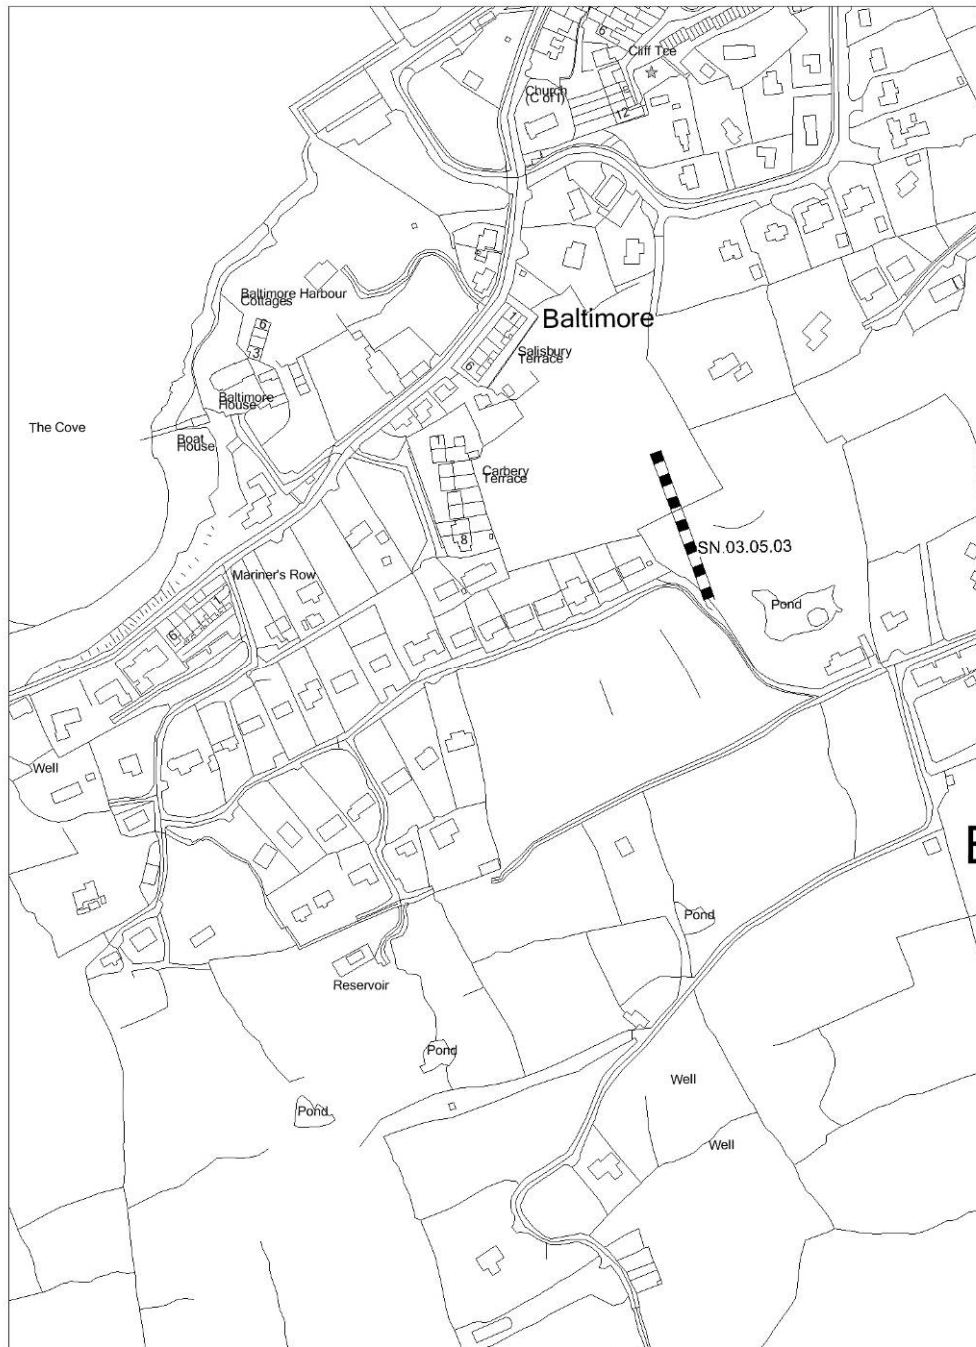 6
Cliff Tce
Church
(C of I)
12
Baltimore Harbour
Cottages
6
3
1
Baltimore
Salisbury
Terrace
6
Baltimore
House
The Cove
Boat
House
1
Carbery
Terrace
8
SN.03.05.03
Mariner's Row
1
6
Pond
Well
Pond
Reservoir
Pond
Pond
Well
Well